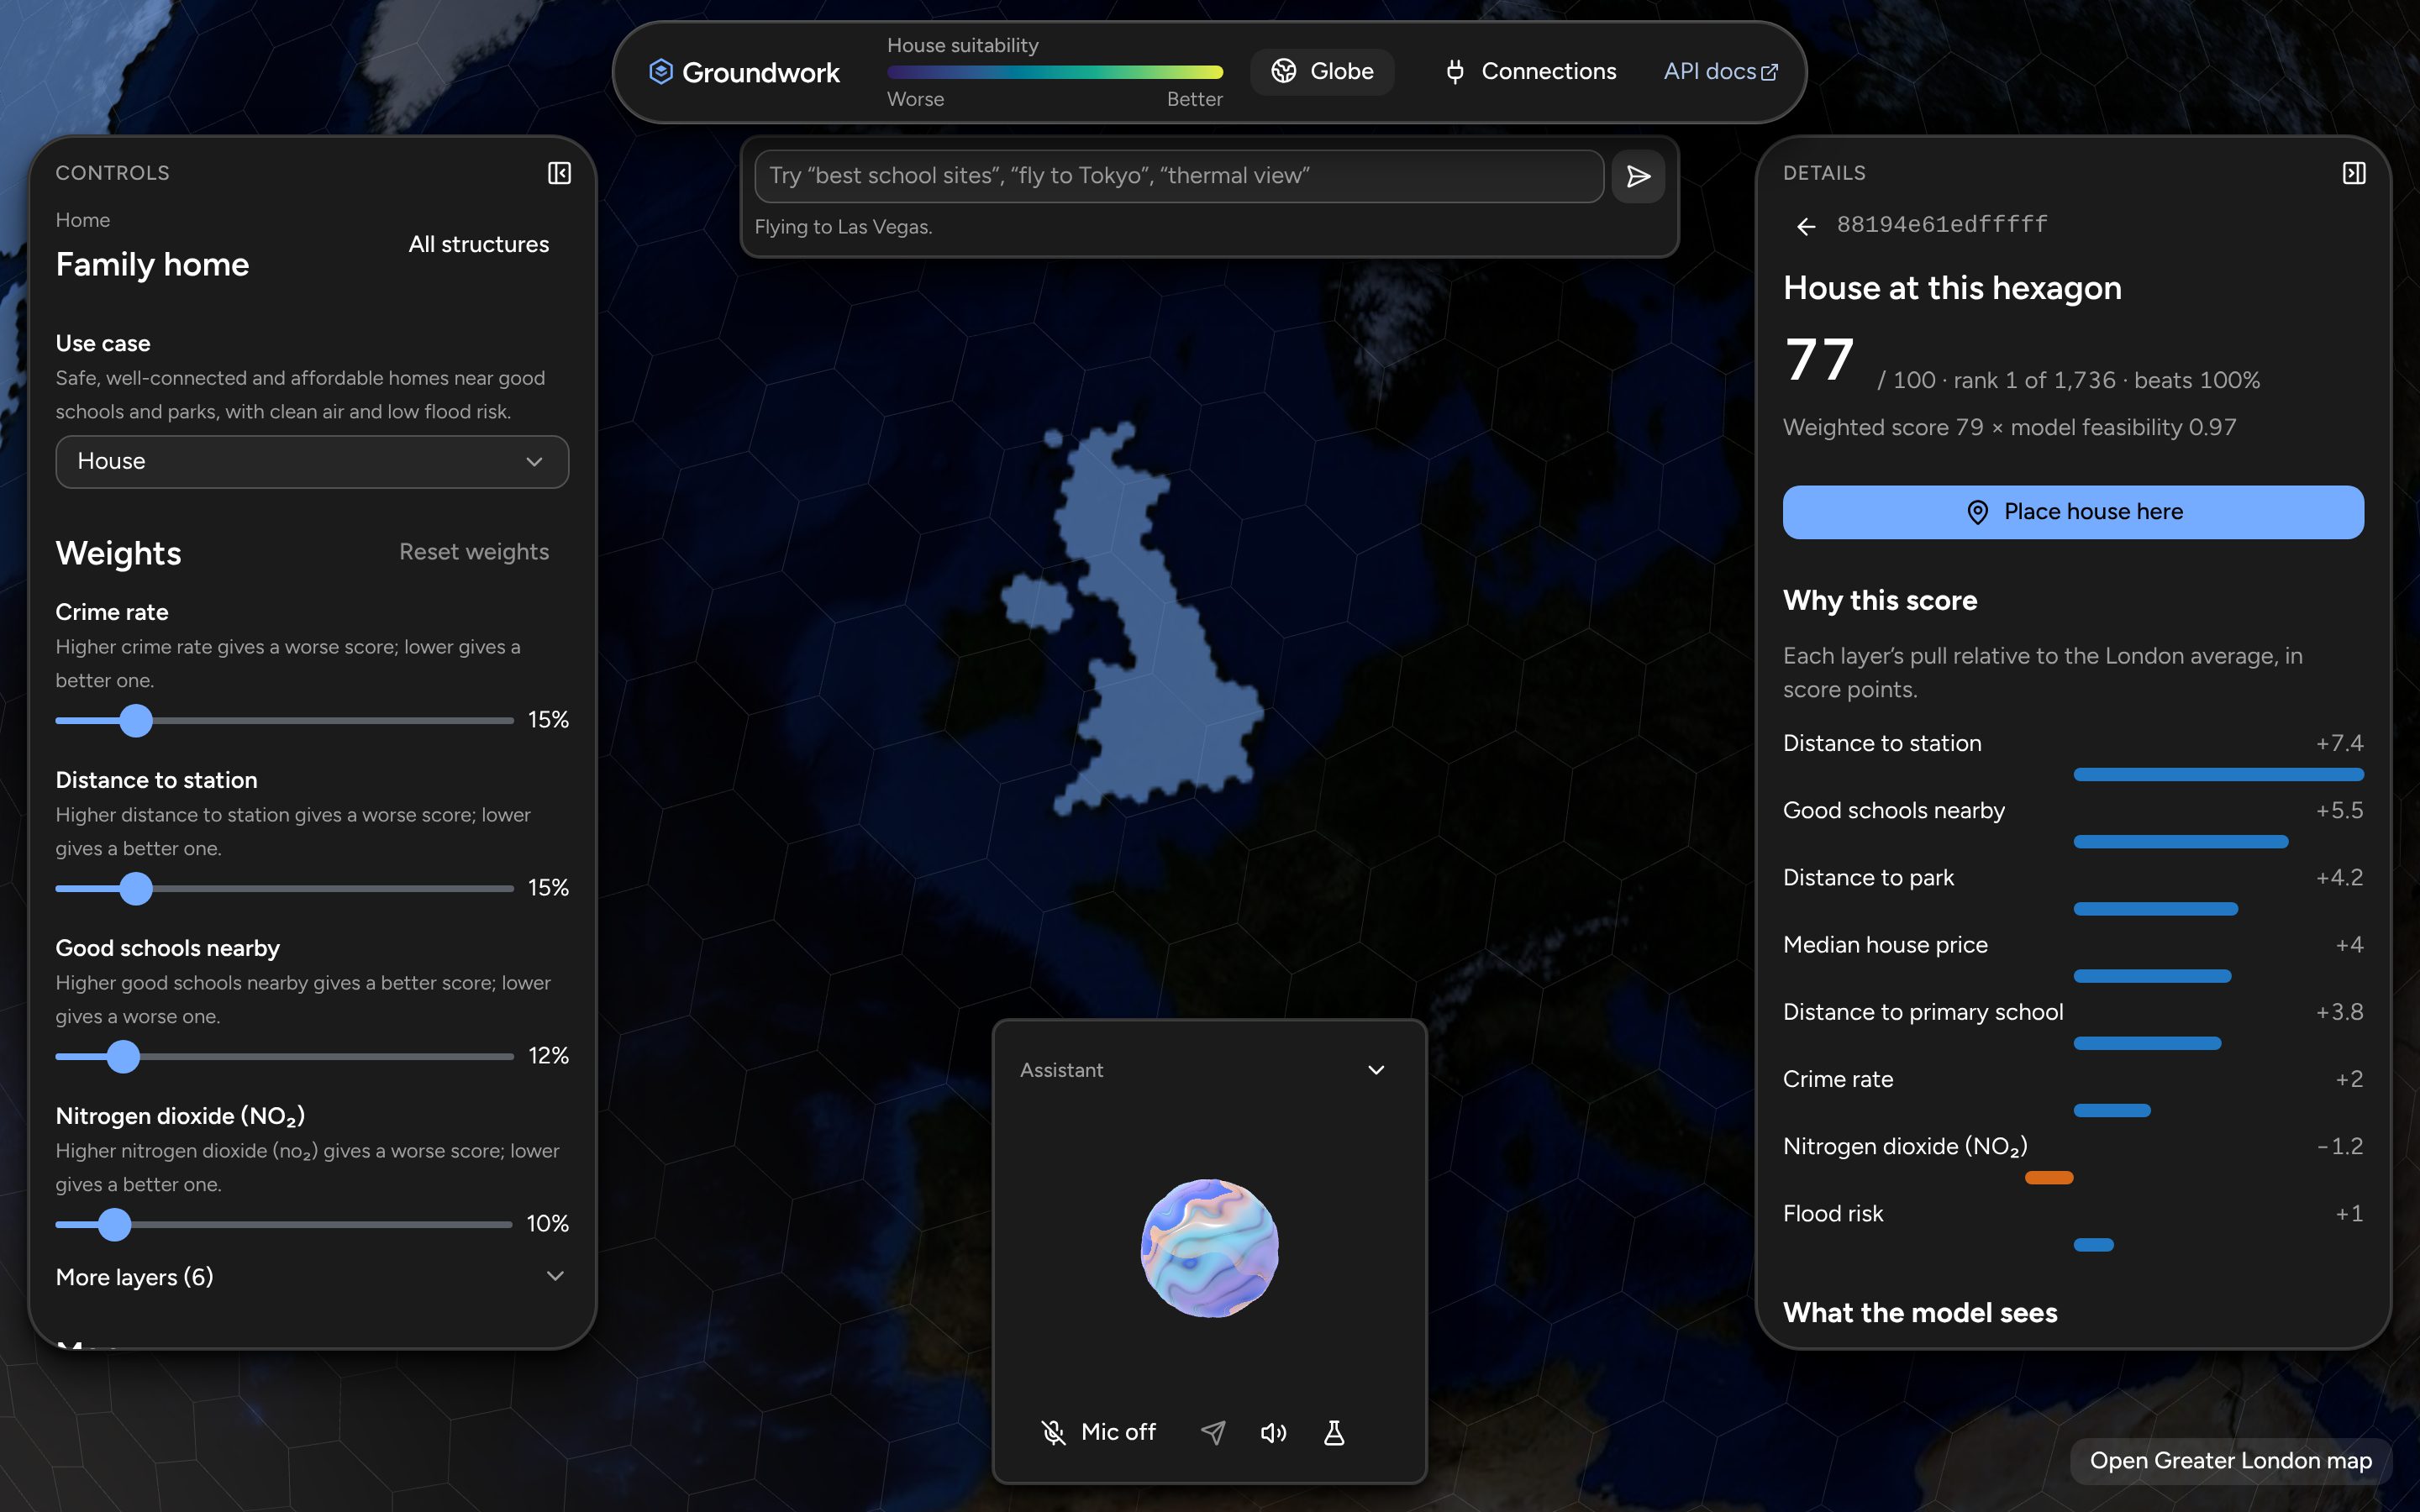 Groundwork
House suitability
Worse
Better
Globe
Connections
API docs
Try “best school sites”, “fly to Tokyo”, “thermal view”
Flying to Las Vegas.
CONTROLS
Home
Family home
All structures
Use case
Safe, well-connected and affordable homes near good
schools and parks, with clean air and low flood risk.
House
Weights
Reset weights
Crime rate
Higher crime rate gives a worse score; lower gives a
better one.
15%
Distance to station
Higher distance to station gives a worse score; lower
gives a better one.
15%
Good schools nearby
Higher good schools nearby gives a better score; lower
gives a worse one.
12%
Nitrogen dioxide (NO₂)
Higher nitrogen dioxide (no₂) gives a worse score; lower
gives a better one.
10%
More layers (6)
Assistant
Mic off
DETAILS
88194e61edfffff
House at this hexagon
77 / 100 · rank 1 of 1,736 · beats 100%
Weighted score 79 × model feasibility 0.97
Place house here
Why this score
Each layer’s pull relative to the London average, in
score points.
Distance to station +7.4
Good schools nearby +5.5
Distance to park +4.2
Median house price +4
Distance to primary school +3.8
Crime rate +2
Nitrogen dioxide (NO₂) −1.2
Flood risk +1
What the model sees
Open Greater London map